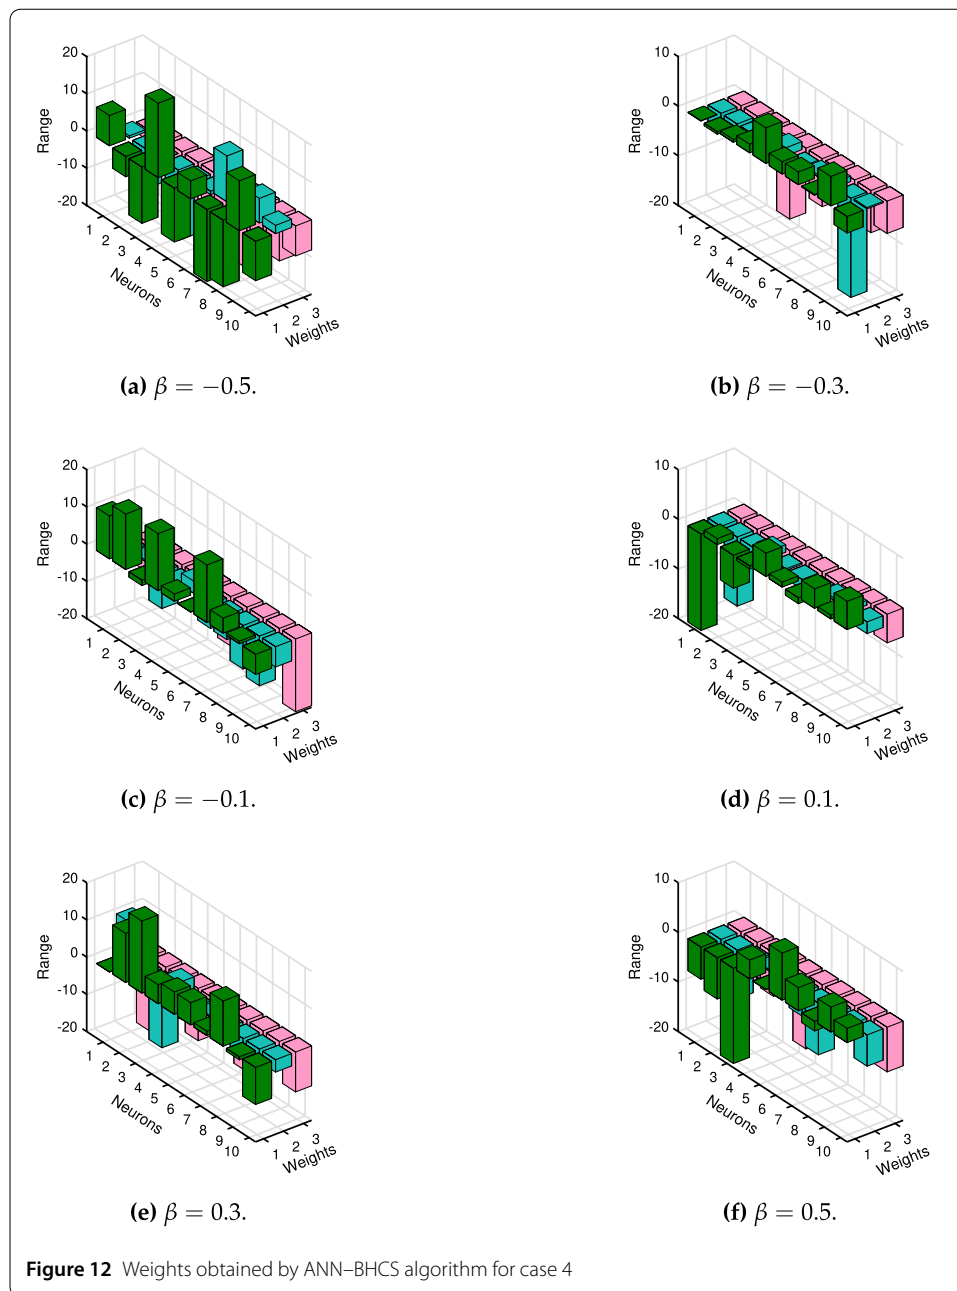 20
10
0
-10
-20
Range
1 2 3 4 5 6 7 8 9 10
Neurons
1 2 3
Weights
(a) β = −0.5.
10
0
-10
-20
Range
1 2 3 4 5 6 7 8 9 10
Neurons
1 2 3
Weights
(b) β = −0.3.
20
10
0
-10
-20
Range
1 2 3 4 5 6 7 8 9 10
Neurons
1 2 3
Weights
(c) β = −0.1.
10
0
-10
-20
Range
1 2 3 4 5 6 7 8 9 10
Neurons
1 2 3
Weights
(d) β = 0.1.
20
10
0
-10
-20
Range
1 2 3 4 5 6 7 8 9 10
Neurons
1 2 3
Weights
(e) β = 0.3.
10
0
-10
-20
Range
1 2 3 4 5 6 7 8 9 10
Neurons
1 2 3
Weights
(f) β = 0.5.
Figure 12 Weights obtained by ANN–BHCS algorithm for case 4